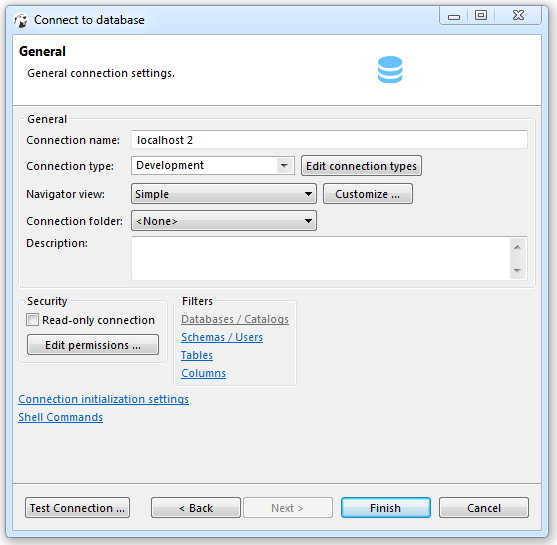 Connect to database
General
General connection settings.
General
Connection name: localhost 2
Connection type: Development Edit connection types
Navigator view: Simple Customize ...
Connection folder: <None>
Description:
Security
Read-only connection
Edit permissions ...
Filters
Databases / Catalogs
Schemas / Users
Tables
Columns
Connection initialization settings
Shell Commands
Test Connection ... < Back Next > Finish Cancel